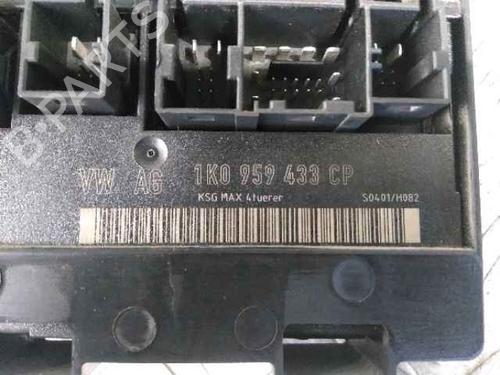 B-PARTS
VW AG 1K0 959 433 CP
KSG MAX 4tuerer S0401/H082